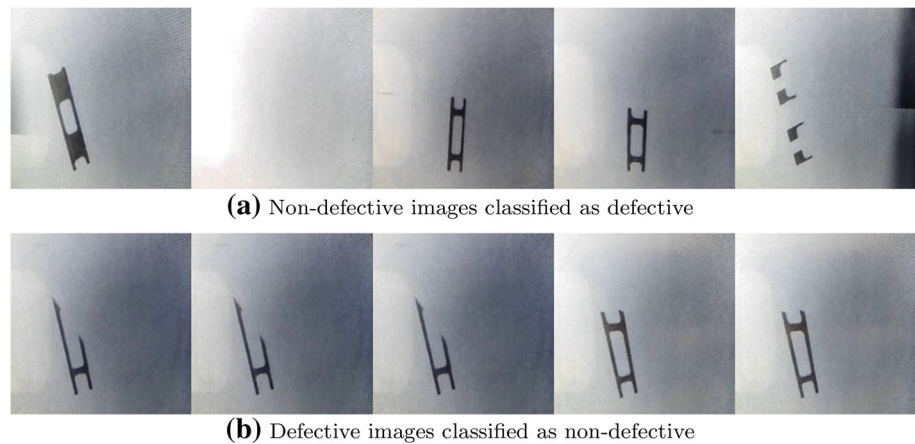 (a) Non-defective images classified as defective
(b) Defective images classified as non-defective